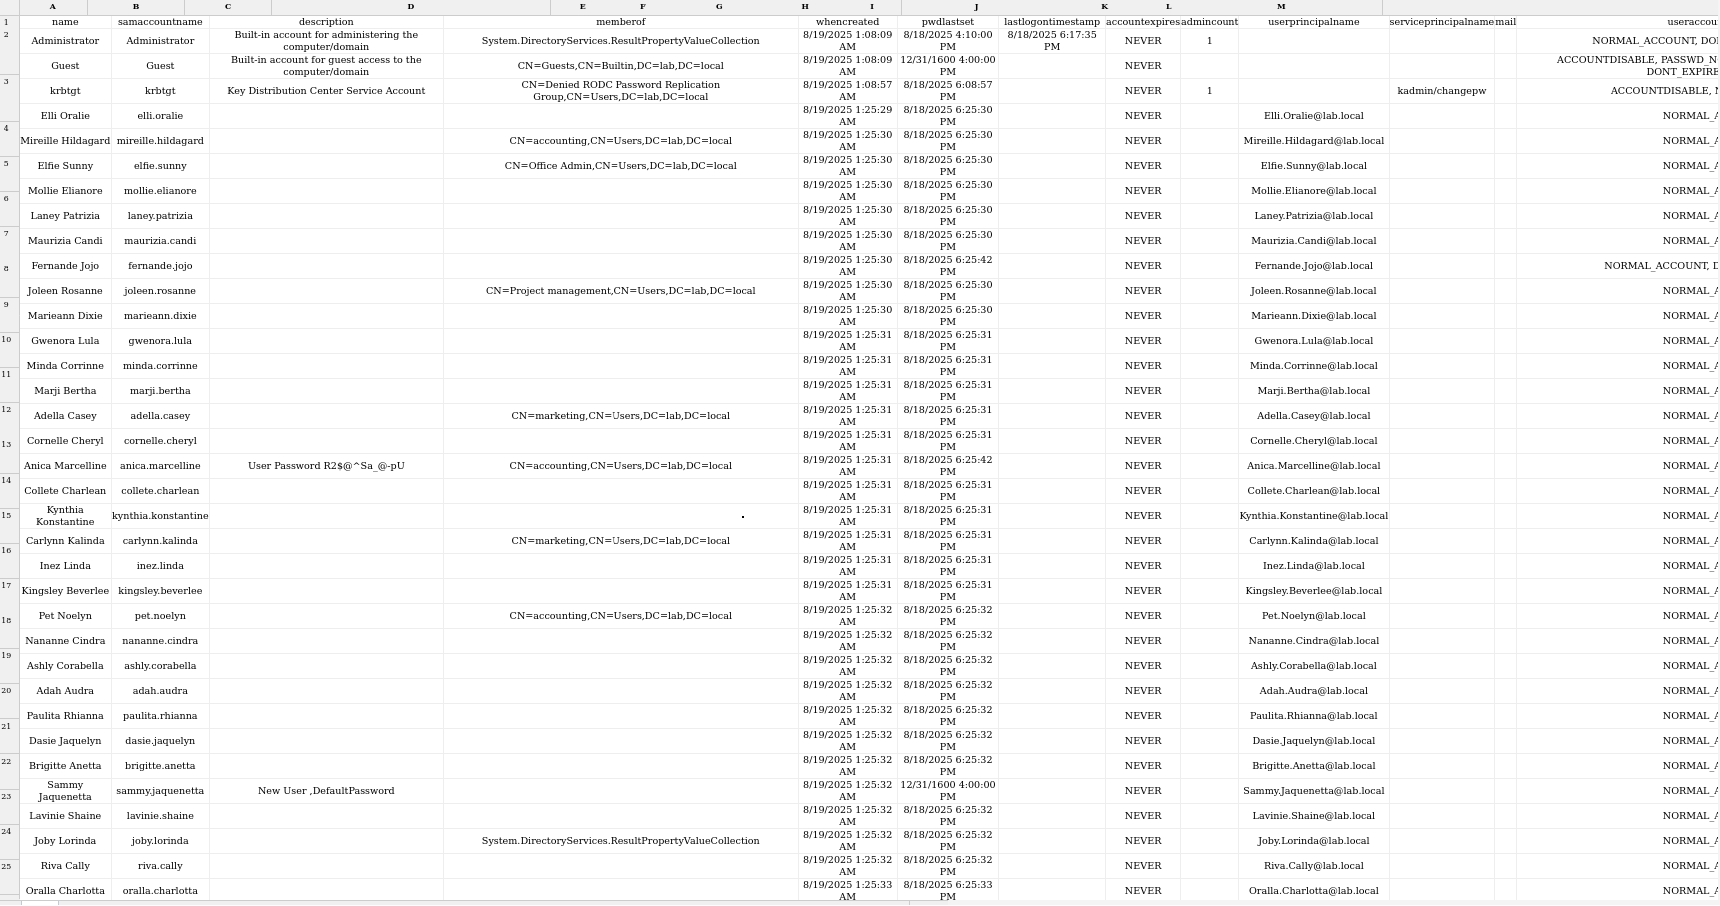 A B C D E F G H I J K L M
1 name samaccountname description memberof whencreated pwdlastset lastlogontimestamp accountexpires admincount userprincipalname serviceprincipalname mail useraccou
2 Administrator Administrator Built-in account for administering the computer/domain System.DirectoryServices.ResultPropertyValueCollection 8/19/2025 1:08:09 AM 8/18/2025 4:10:00 PM 8/18/2025 6:17:35 PM NEVER 1 NORMAL_ACCOUNT, DO
Guest Guest Built-in account for guest access to the computer/domain CN=Guests,CN=Builtin,DC=lab,DC=local 8/19/2025 1:08:09 AM 12/31/1600 4:00:00 PM NEVER ACCOUNTDISABLE, PASSWD_N DONT_EXPIRE
3 krbtgt krbtgt Key Distribution Center Service Account CN=Denied RODC Password Replication Group,CN=Users,DC=lab,DC=local 8/19/2025 1:08:57 AM 8/18/2025 6:08:57 PM NEVER 1 kadmin/changepw ACCOUNTDISABLE,
Elli Oralie elli.oralie 8/19/2025 1:25:29 AM 8/18/2025 6:25:30 PM NEVER Elli.Oralie@lab.local NORMAL_A
4 Mireille Hildagard mireille.hildagard CN=accounting,CN=Users,DC=lab,DC=local 8/19/2025 1:25:30 AM 8/18/2025 6:25:30 PM NEVER Mireille.Hildagard@lab.local NORMAL_A
5 Elfie Sunny elfie.sunny CN=Office Admin,CN=Users,DC=lab,DC=local 8/19/2025 1:25:30 AM 8/18/2025 6:25:30 PM NEVER Elfie.Sunny@lab.local NORMAL_A
6 Mollie Elianore mollie.elianore 8/19/2025 1:25:30 AM 8/18/2025 6:25:30 PM NEVER Mollie.Elianore@lab.local NORMAL_A
Laney Patrizia laney.patrizia 8/19/2025 1:25:30 AM 8/18/2025 6:25:30 PM NEVER Laney.Patrizia@lab.local NORMAL_A
7 Maurizia Candi maurizia.candi 8/19/2025 1:25:30 AM 8/18/2025 6:25:30 PM NEVER Maurizia.Candi@lab.local NORMAL_A
8 Fernande Jojo fernande.jojo 8/19/2025 1:25:30 AM 8/18/2025 6:25:42 PM NEVER Fernande.Jojo@lab.local NORMAL_ACCOUNT, D
Joleen Rosanne joleen.rosanne CN=Project management,CN=Users,DC=lab,DC=local 8/19/2025 1:25:30 AM 8/18/2025 6:25:30 PM NEVER Joleen.Rosanne@lab.local NORMAL_A
9 Marieann Dixie marieann.dixie 8/19/2025 1:25:30 AM 8/18/2025 6:25:30 PM NEVER Marieann.Dixie@lab.local NORMAL_A
10 Gwenora Lula gwenora.lula 8/19/2025 1:25:31 AM 8/18/2025 6:25:31 PM NEVER Gwenora.Lula@lab.local NORMAL_A
11 Minda Corrinne minda.corrinne 8/19/2025 1:25:31 AM 8/18/2025 6:25:31 PM NEVER Minda.Corrinne@lab.local NORMAL_A
Marji Bertha marji.bertha 8/19/2025 1:25:31 AM 8/18/2025 6:25:31 PM NEVER Marji.Bertha@lab.local NORMAL_A
12 Adella Casey adella.casey CN=marketing,CN=Users,DC=lab,DC=local 8/19/2025 1:25:31 AM 8/18/2025 6:25:31 PM NEVER Adella.Casey@lab.local NORMAL_A
13 Cornelle Cheryl cornelle.cheryl 8/19/2025 1:25:31 AM 8/18/2025 6:25:31 PM NEVER Cornelle.Cheryl@lab.local NORMAL_A
Anica Marcelline anica.marcelline User Password R2$@^Sa_@-pU CN=accounting,CN=Users,DC=lab,DC=local 8/19/2025 1:25:31 AM 8/18/2025 6:25:42 PM NEVER Anica.Marcelline@lab.local NORMAL_A
14 Collete Charlean collete.charlean 8/19/2025 1:25:31 AM 8/18/2025 6:25:31 PM NEVER Collete.Charlean@lab.local NORMAL_A
15 Kynthia Konstantine kynthia.konstantine 8/19/2025 1:25:31 AM 8/18/2025 6:25:31 PM NEVER Kynthia.Konstantine@lab.local NORMAL_A
16 Carlynn Kalinda carlynn.kalinda CN=marketing,CN=Users,DC=lab,DC=local 8/19/2025 1:25:31 AM 8/18/2025 6:25:31 PM NEVER Carlynn.Kalinda@lab.local NORMAL_A
Inez Linda inez.linda 8/19/2025 1:25:31 AM 8/18/2025 6:25:31 PM NEVER Inez.Linda@lab.local NORMAL_A
17 Kingsley Beverlee kingsley.beverlee 8/19/2025 1:25:31 AM 8/18/2025 6:25:31 PM NEVER Kingsley.Beverlee@lab.local NORMAL_A
18 Pet Noelyn pet.noelyn CN=accounting,CN=Users,DC=lab,DC=local 8/19/2025 1:25:32 AM 8/18/2025 6:25:32 PM NEVER Pet.Noelyn@lab.local NORMAL_A
Nananne Cindra nananne.cindra 8/19/2025 1:25:32 AM 8/18/2025 6:25:32 PM NEVER Nananne.Cindra@lab.local NORMAL_A
19 Ashly Corabella ashly.corabella 8/19/2025 1:25:32 AM 8/18/2025 6:25:32 PM NEVER Ashly.Corabella@lab.local NORMAL_A
20 Adah Audra adah.audra 8/19/2025 1:25:32 AM 8/18/2025 6:25:32 PM NEVER Adah.Audra@lab.local NORMAL_A
21 Paulita Rhianna paulita.rhianna 8/19/2025 1:25:32 AM 8/18/2025 6:25:32 PM NEVER Paulita.Rhianna@lab.local NORMAL_A
Dasie Jaquelyn dasie.jaquelyn 8/19/2025 1:25:32 AM 8/18/2025 6:25:32 PM NEVER Dasie.Jaquelyn@lab.local NORMAL_A
22 Brigitte Anetta brigitte.anetta 8/19/2025 1:25:32 AM 8/18/2025 6:25:32 PM NEVER Brigitte.Anetta@lab.local NORMAL_A
23 Sammy Jaquenetta sammy.jaquenetta New User ,DefaultPassword 8/19/2025 1:25:32 AM 12/31/1600 4:00:00 PM NEVER Sammy.Jaquenetta@lab.local NORMAL_A
Lavinie Shaine lavinie.shaine 8/19/2025 1:25:32 AM 8/18/2025 6:25:32 PM NEVER Lavinie.Shaine@lab.local NORMAL_A
24 Joby Lorinda joby.lorinda System.DirectoryServices.ResultPropertyValueCollection 8/19/2025 1:25:32 AM 8/18/2025 6:25:32 PM NEVER Joby.Lorinda@lab.local NORMAL_A
25 Riva Cally riva.cally 8/19/2025 1:25:32 AM 8/18/2025 6:25:32 PM NEVER Riva.Cally@lab.local NORMAL_A
Oralla Charlotta oralla.charlotta 8/19/2025 1:25:33 AM 8/18/2025 6:25:33 PM NEVER Oralla.Charlotta@lab.local NORMAL_A